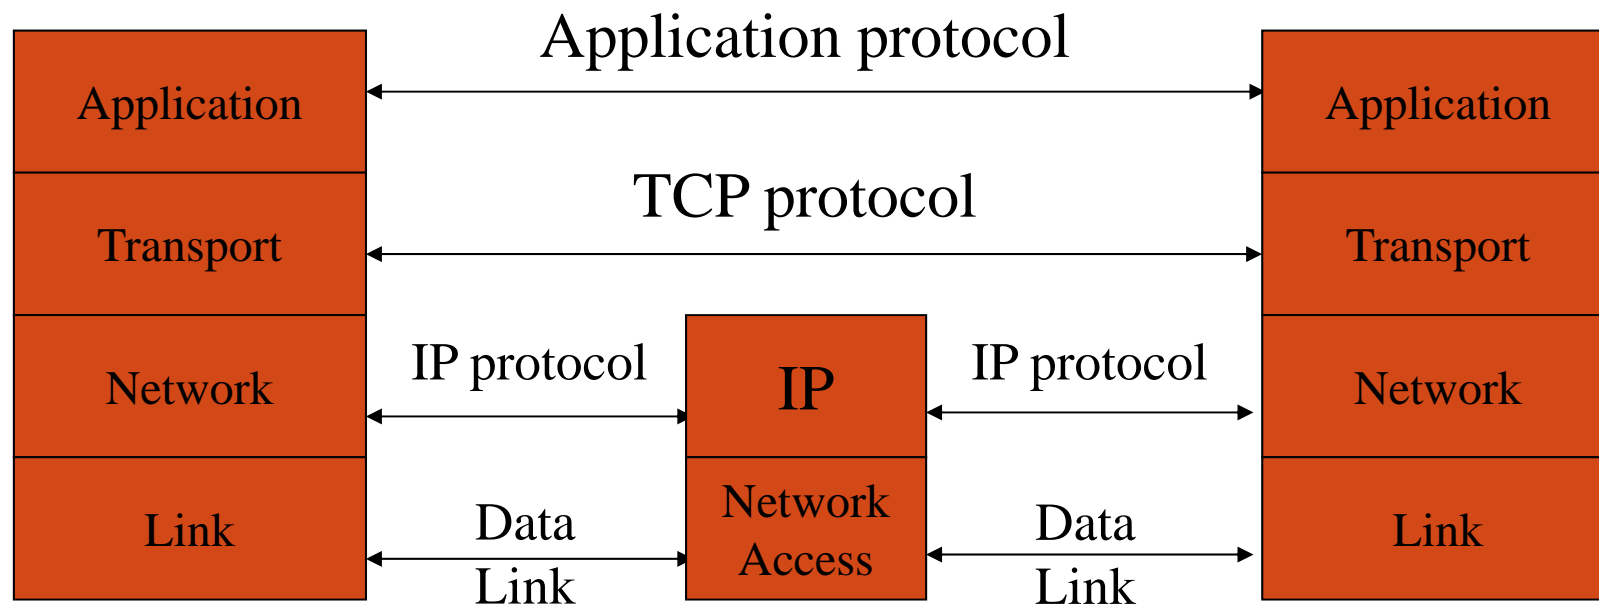 Application protocol
Application
Application
TCP protocol
Transport
Transport
IP protocol
IP
IP protocol
Network
Network
Link
Data
Link
Network
Access
Data
Link
Link